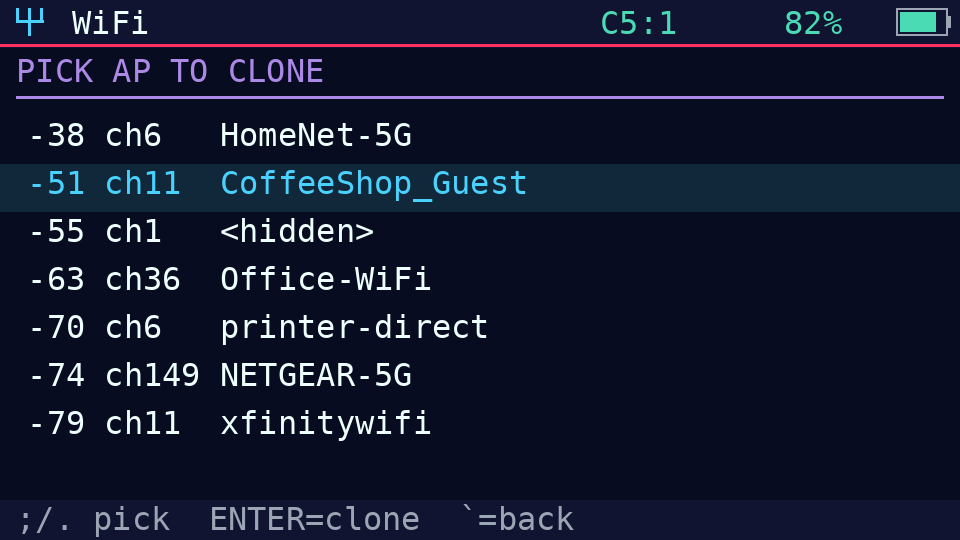 WiFi C5:1 82%
PICK AP TO CLONE
-38 ch6 HomeNet-5G
-51 ch11 CoffeeShop_Guest
-55 ch1 <hidden>
-63 ch36 Office-WiFi
-70 ch6 printer-direct
-74 ch149 NETGEAR-5G
-79 ch11 xfinitywifi
;/. pick ENTER=clone `=back